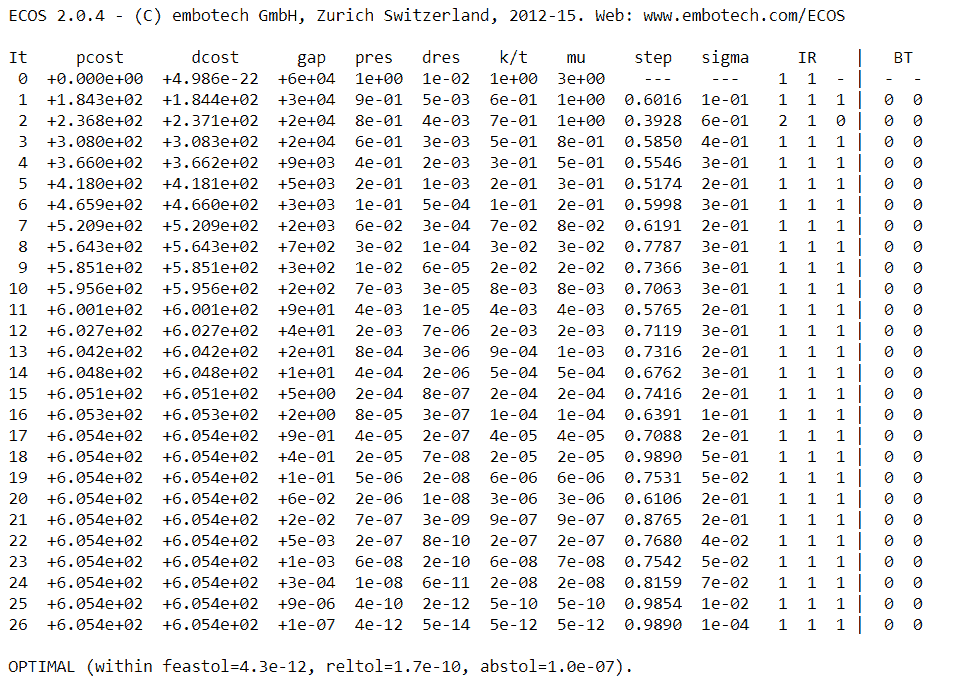 ECOS 2.0.4 - (C) embotech GmbH, Zurich Switzerland, 2012-15. Web: www.embotech.com/ECOS
It pcost dcost gap pres dres k/t mu step sigma IR | BT
0 +0.000e+00 +4.986e-22 +6e+04 1e+00 1e-02 1e+00 3e+00 --- --- 1 1 - | - -
1 +1.843e+02 +1.844e+02 +3e+04 9e-01 5e-03 6e-01 1e+00 0.6016 1e-01 1 1 1 | 0 0
2 +2.368e+02 +2.371e+02 +2e+04 8e-01 4e-03 7e-01 1e+00 0.3928 6e-01 2 1 0 | 0 0
3 +3.080e+02 +3.083e+02 +2e+04 6e-01 3e-03 5e-01 8e-01 0.5850 4e-01 1 1 1 | 0 0
4 +3.660e+02 +3.662e+02 +9e+03 4e-01 2e-03 3e-01 5e-01 0.5546 3e-01 1 1 1 | 0 0
5 +4.180e+02 +4.181e+02 +5e+03 2e-01 1e-03 2e-01 3e-01 0.5174 2e-01 1 1 1 | 0 0
6 +4.659e+02 +4.660e+02 +3e+03 1e-01 5e-04 1e-01 2e-01 0.5998 3e-01 1 1 1 | 0 0
7 +5.209e+02 +5.209e+02 +2e+03 6e-02 3e-04 7e-02 8e-02 0.6191 2e-01 1 1 1 | 0 0
8 +5.643e+02 +5.643e+02 +7e+02 3e-02 1e-04 3e-02 3e-02 0.7787 3e-01 1 1 1 | 0 0
9 +5.851e+02 +5.851e+02 +3e+02 1e-02 6e-05 2e-02 2e-02 0.7366 3e-01 1 1 1 | 0 0
10 +5.956e+02 +5.956e+02 +2e+02 7e-03 3e-05 8e-03 8e-03 0.7063 3e-01 1 1 1 | 0 0
11 +6.001e+02 +6.001e+02 +9e+01 4e-03 1e-05 4e-03 4e-03 0.5765 2e-01 1 1 1 | 0 0
12 +6.027e+02 +6.027e+02 +4e+01 2e-03 7e-06 2e-03 2e-03 0.7119 3e-01 1 1 1 | 0 0
13 +6.042e+02 +6.042e+02 +2e+01 8e-04 3e-06 9e-04 1e-03 0.7316 2e-01 1 1 1 | 0 0
14 +6.048e+02 +6.048e+02 +1e+01 4e-04 2e-06 5e-04 5e-04 0.6762 3e-01 1 1 1 | 0 0
15 +6.051e+02 +6.051e+02 +5e+00 2e-04 8e-07 2e-04 2e-04 0.7416 2e-01 1 1 1 | 0 0
16 +6.053e+02 +6.053e+02 +2e+00 8e-05 3e-07 1e-04 1e-04 0.6391 1e-01 1 1 1 | 0 0
17 +6.054e+02 +6.054e+02 +9e-01 4e-05 2e-07 4e-05 4e-05 0.7088 2e-01 1 1 1 | 0 0
18 +6.054e+02 +6.054e+02 +4e-01 2e-05 7e-08 2e-05 2e-05 0.9890 5e-01 1 1 1 | 0 0
19 +6.054e+02 +6.054e+02 +1e-01 5e-06 2e-08 6e-06 6e-06 0.7531 5e-02 1 1 1 | 0 0
20 +6.054e+02 +6.054e+02 +6e-02 2e-06 1e-08 3e-06 3e-06 0.6106 2e-01 1 1 1 | 0 0
21 +6.054e+02 +6.054e+02 +2e-02 7e-07 3e-09 9e-07 9e-07 0.8765 2e-01 1 1 1 | 0 0
22 +6.054e+02 +6.054e+02 +5e-03 2e-07 8e-10 2e-07 2e-07 0.7680 4e-02 1 1 1 | 0 0
23 +6.054e+02 +6.054e+02 +1e-03 6e-08 2e-10 6e-08 7e-08 0.7542 5e-02 1 1 1 | 0 0
24 +6.054e+02 +6.054e+02 +3e-04 1e-08 6e-11 2e-08 2e-08 0.8159 7e-02 1 1 1 | 0 0
25 +6.054e+02 +6.054e+02 +9e-06 4e-10 2e-12 5e-10 5e-10 0.9854 1e-02 1 1 1 | 0 0
26 +6.054e+02 +6.054e+02 +1e-07 4e-12 5e-14 5e-12 5e-12 0.9890 1e-04 1 1 1 | 0 0
OPTIMAL (within feastol=4.3e-12, reltol=1.7e-10, abstol=1.0e-07).